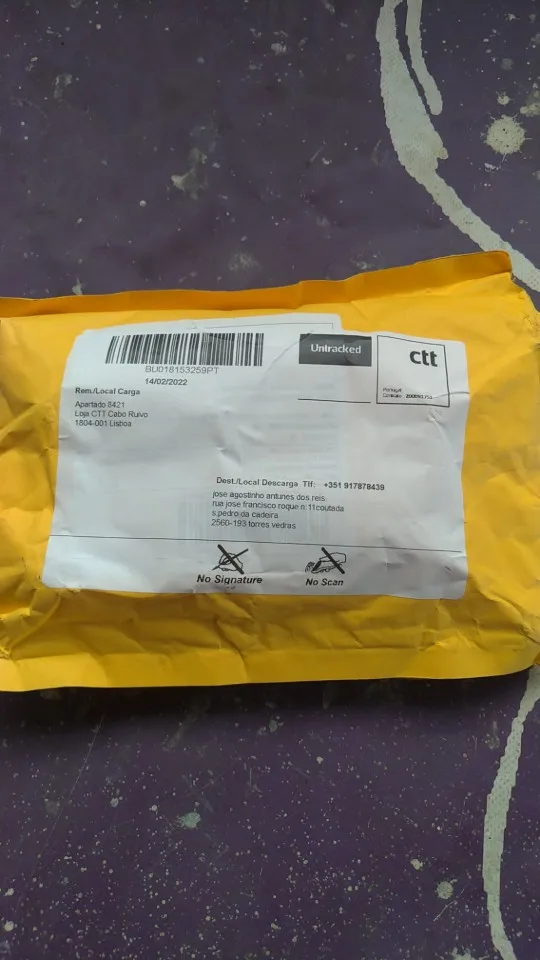 BU018153259PT
14/02/2022
Untracked
ctt
Rem./Local Carga
Apartado 8421
Loja CTT Cabo Ruivo
1804-001 Lisboa
Dest./Local Descarga Tlf: +351 917878439
jose agostinho antunes dos reis
rua jose francisco roque n 11coutada
s.pedro da cadeira
2560-193 torres vedras
No Signature
No Scan